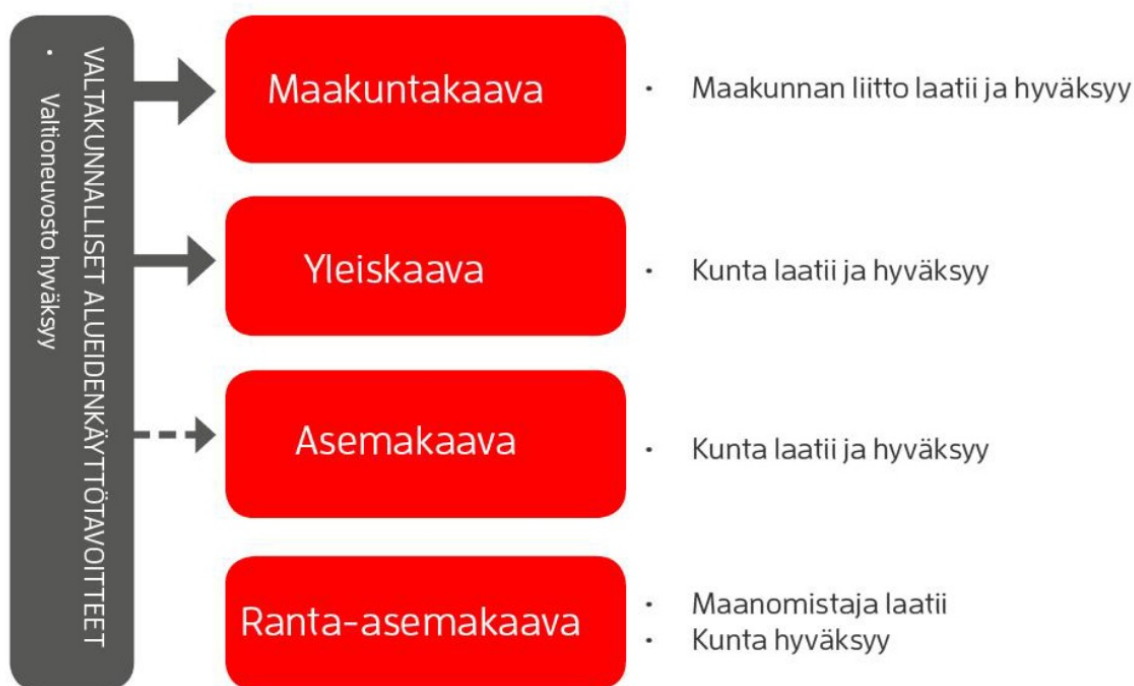 VALTAKUNNALLISET ALUEIDENKÄYTTÖTAVOITTEET
• Valtioneuvosto hyväksyy
Maakuntakaava
• Maakunnan liitto laatii ja hyväksyy
Yleiskaava
• Kunta laatii ja hyväksyy
Asemakaava
• Kunta laatii ja hyväksyy
Ranta-asemakaava
• Maanomistaja laatii
• Kunta hyväksyy